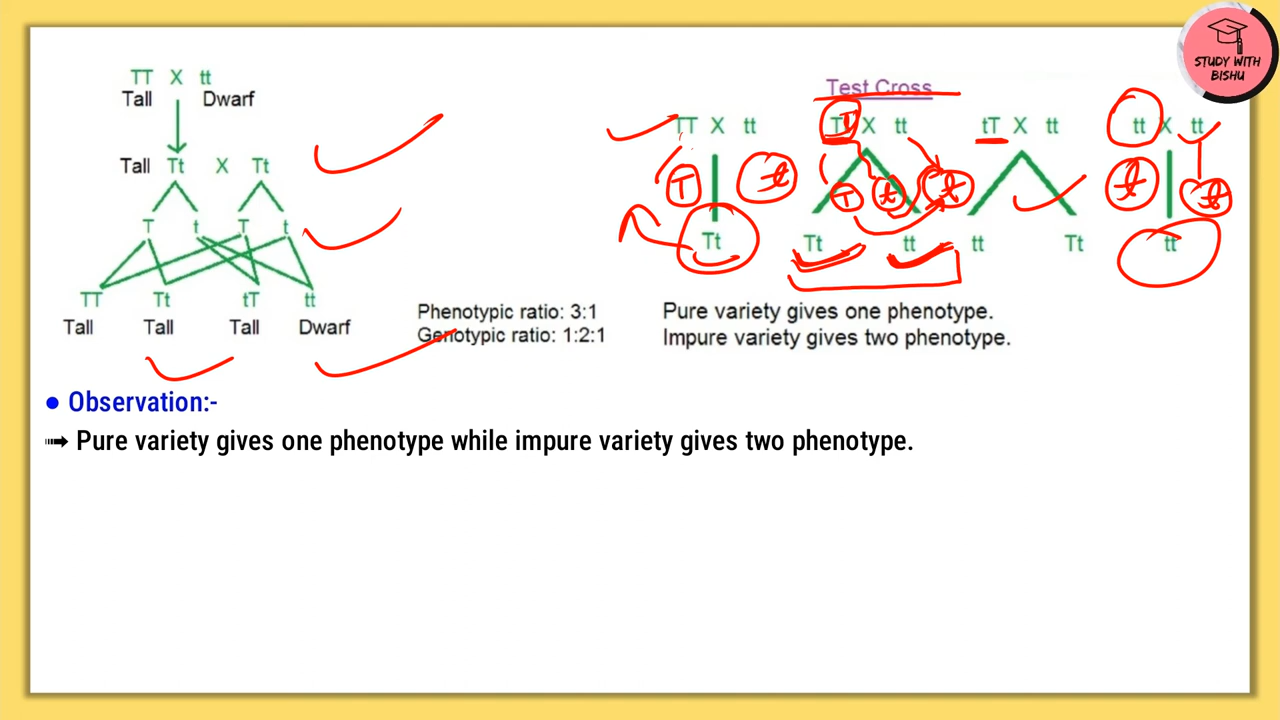 STUDY WITH
BISHU
TT X tt
Tall Dwarf
Tall Tt X Tt
T t T t
TT Tt tT tt
Tall Tall Tall Dwarf
Phenotypic ratio: 3:1
Genotypic ratio: 1:2:1
Test Cross
TT X tt
T t
Tt
X tt
T t t
Tt tt
tT X tt
tt Tt
tt X tt
t t
tt
Pure variety gives one phenotype.
Impure variety gives two phenotype.
● Observation:-
➟ Pure variety gives one phenotype while impure variety gives two phenotype.